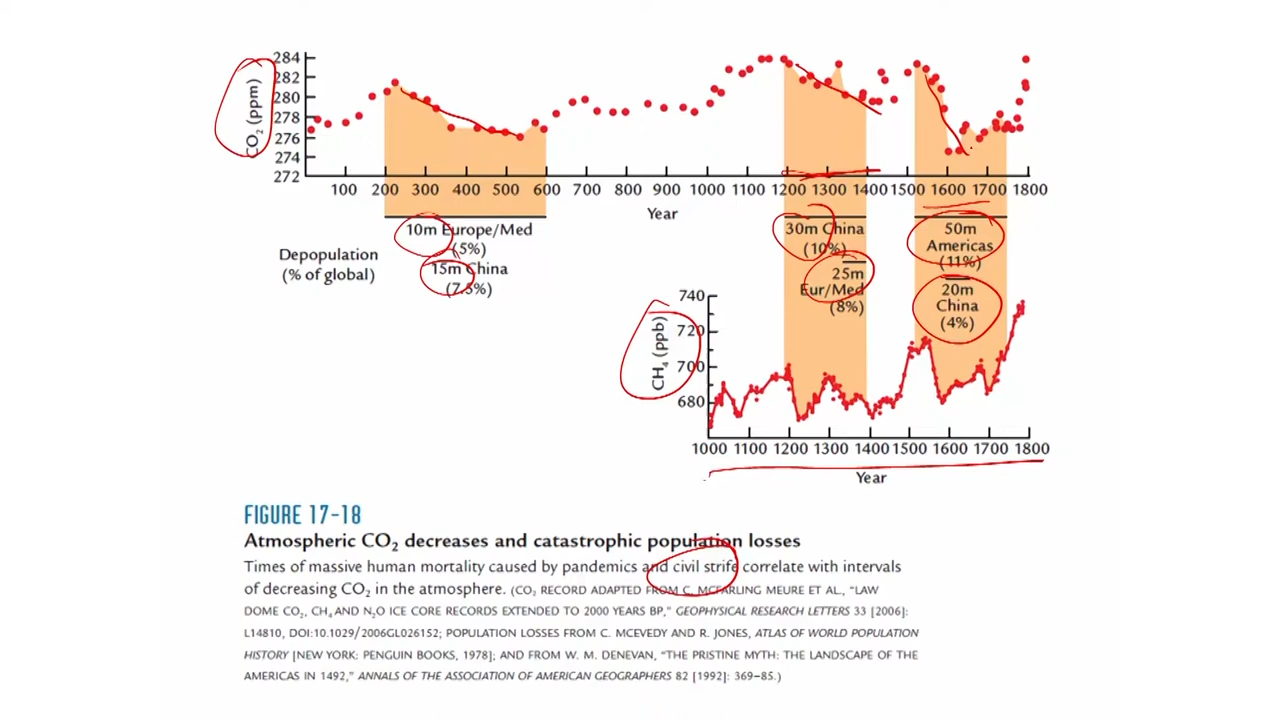 284
282
280
278
276
274
272
CO₂ (ppm)
100 200 300 400 500 600 700 800 900 1000 1100 1200 1300 1400 1500 1600 1700 1800
Year
Depopulation
(% of global)
10m Europe/Med
(5%)
15m China
(7.5%)
30m China
(10%)
25m
Eur/Med
(8%)
50m
Americas
(11%)
20m
China
(4%)
740
720
700
680
CH₄ (ppb)
1000 1100 1200 1300 1400 1500 1600 1700 1800
Year
FIGURE 17–18
Atmospheric CO₂ decreases and catastrophic population losses
Times of massive human mortality caused by pandemics and civil strife correlate with intervals
of decreasing CO₂ in the atmosphere. (CO₂ RECORD ADAPTED FROM C. MCFARLING MEURE ET AL., “LAW
DOME CO₂, CH₄ AND N₂O ICE CORE RECORDS EXTENDED TO 2000 YEARS BP,” GEOPHYSICAL RESEARCH LETTERS 33 [2006]:
L14810, DOI:10.1029/2006GL026152; POPULATION LOSSES FROM C. MCEVEDY AND R. JONES, ATLAS OF WORLD POPULATION
HISTORY [NEW YORK: PENGUIN BOOKS, 1978]; AND FROM W. M. DENEVAN, “THE PRISTINE MYTH: THE LANDSCAPE OF THE
AMERICAS IN 1492,” ANNALS OF THE ASSOCIATION OF AMERICAN GEOGRAPHERS 82 [1992]: 369–85.)